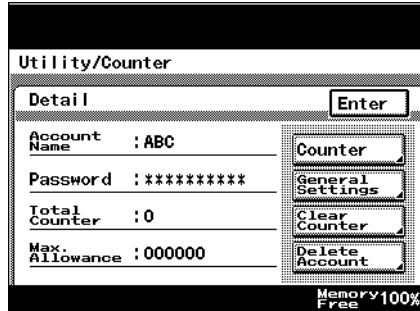 Utility/Counter
Detail
Enter
Account Name :ABC
Counter
Password :**********
General Settings
Total Counter :0
Clear Counter
Max. Allowance :000000
Delete Account
Memory Free 100%